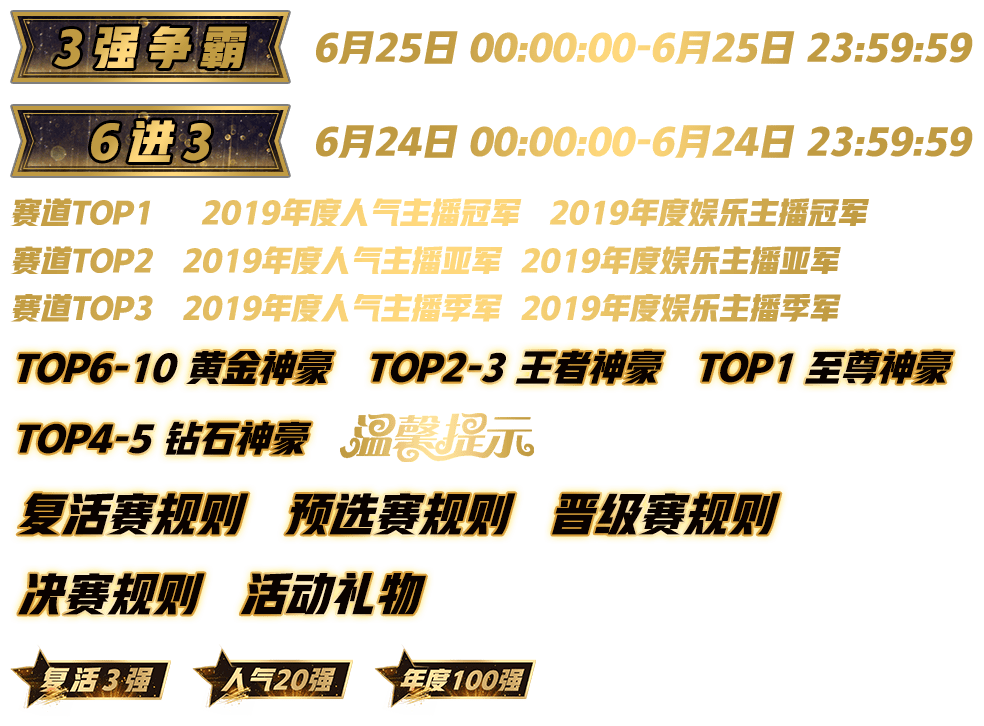 3强争霸 6月25日 00:00:00-6月25日 23:59:59
6进3 6月24日 00:00:00-6月24日 23:59:59
赛道TOP1 2019年度人气主播冠军 2019年度娱乐主播冠军
赛道TOP2 2019年度人气主播亚军 2019年度娱乐主播亚军
赛道TOP3 2019年度人气主播季军 2019年度娱乐主播季军
TOP6-10 黄金神豪 TOP2-3 王者神豪 TOP1 至尊神豪
TOP4-5 钻石神豪 温馨提示
复活赛规则 预选赛规则 晋级赛规则
决赛规则 活动礼物
复活3强 人气20强 年度100强